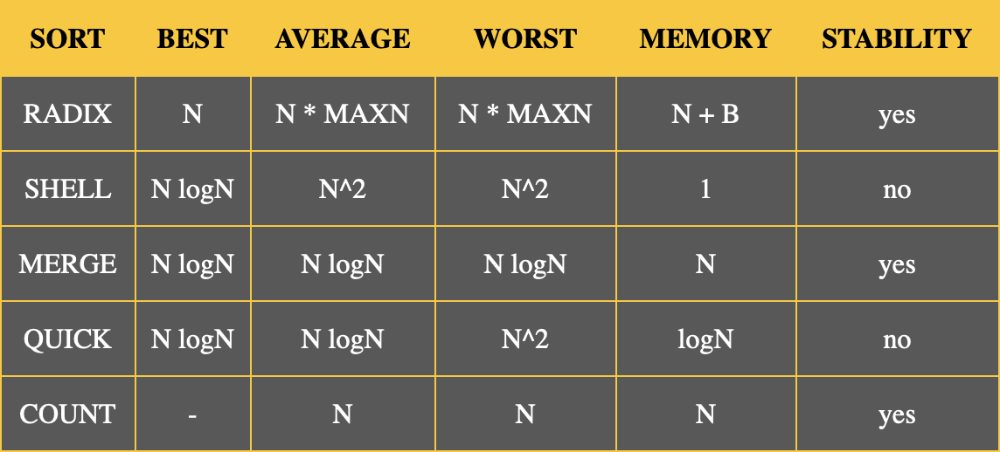 SORT BEST AVERAGE WORST MEMORY STABILITY
RADIX N N * MAXN N * MAXN N + B yes
SHELL N logN N^2 N^2 1 no
MERGE N logN N logN N logN N yes
QUICK N logN N logN N^2 logN no
COUNT - N N N yes